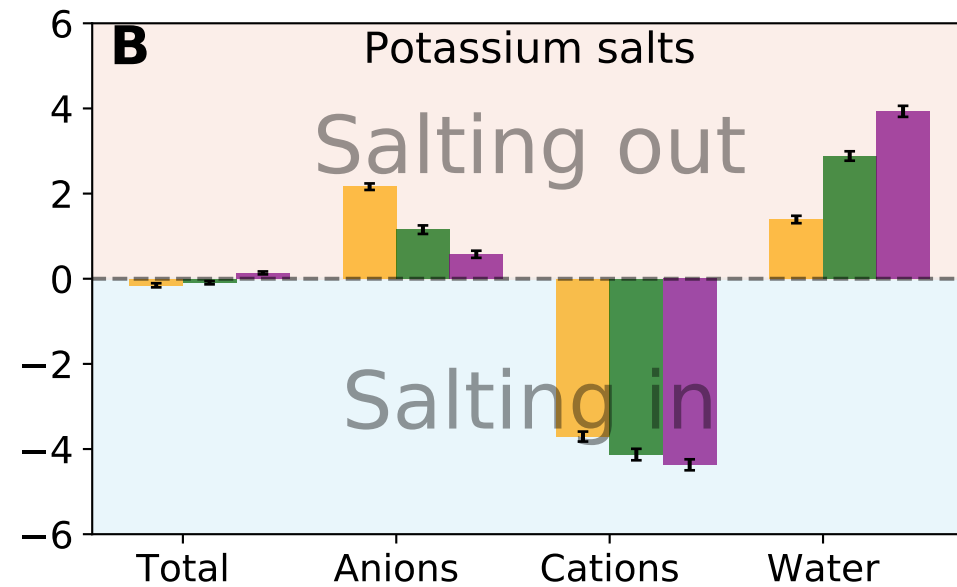 B
Potassium salts
Salting out
Salting in
6
4
2
0
−2
−4
−6
Total Anions Cations Water